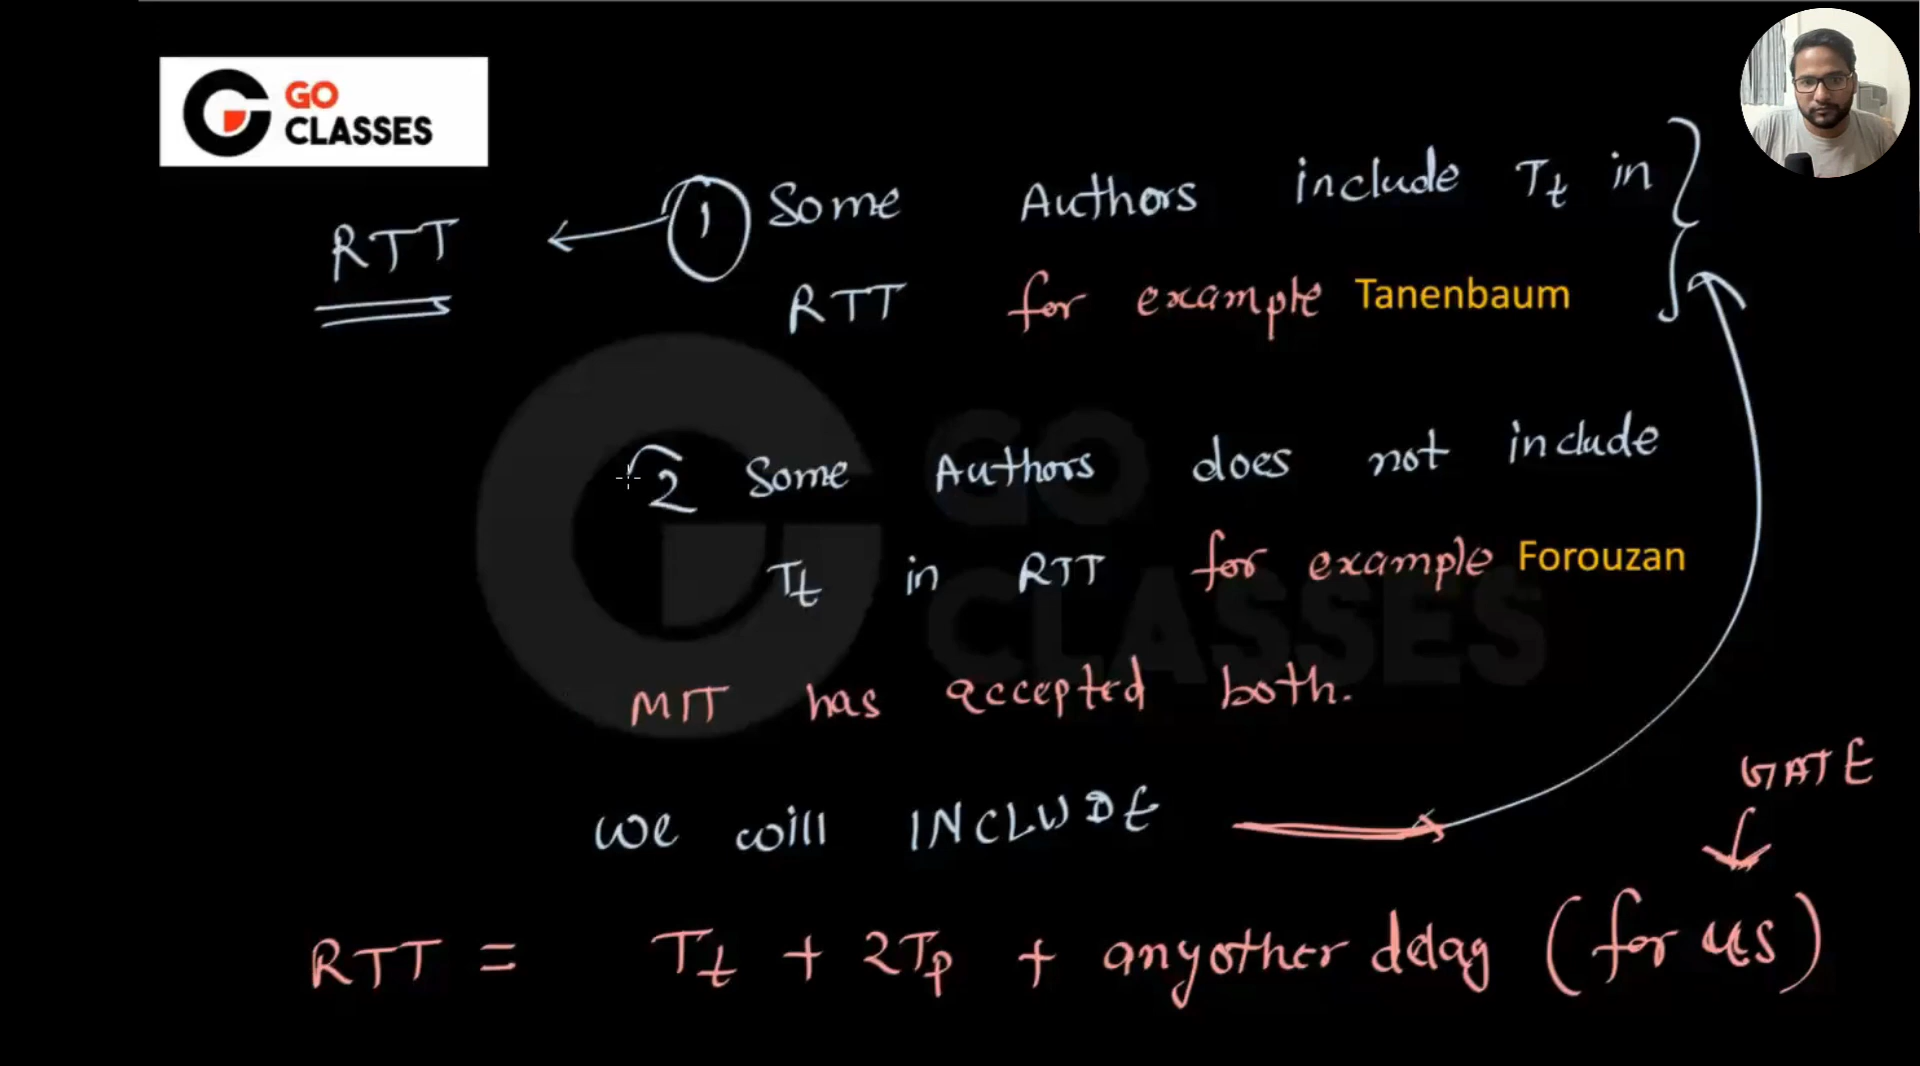 GO
CLASSES
RTT
1 Some Authors include Tt in
RTT for example Tanenbaum
2 Some Authors does not include
Tt in RTT for example Forouzan
MIT has accepted both.
we will INCLUDE
GATE
RTT = Tt + 2Tp + anyother delay (for us)
GO
CLASSES